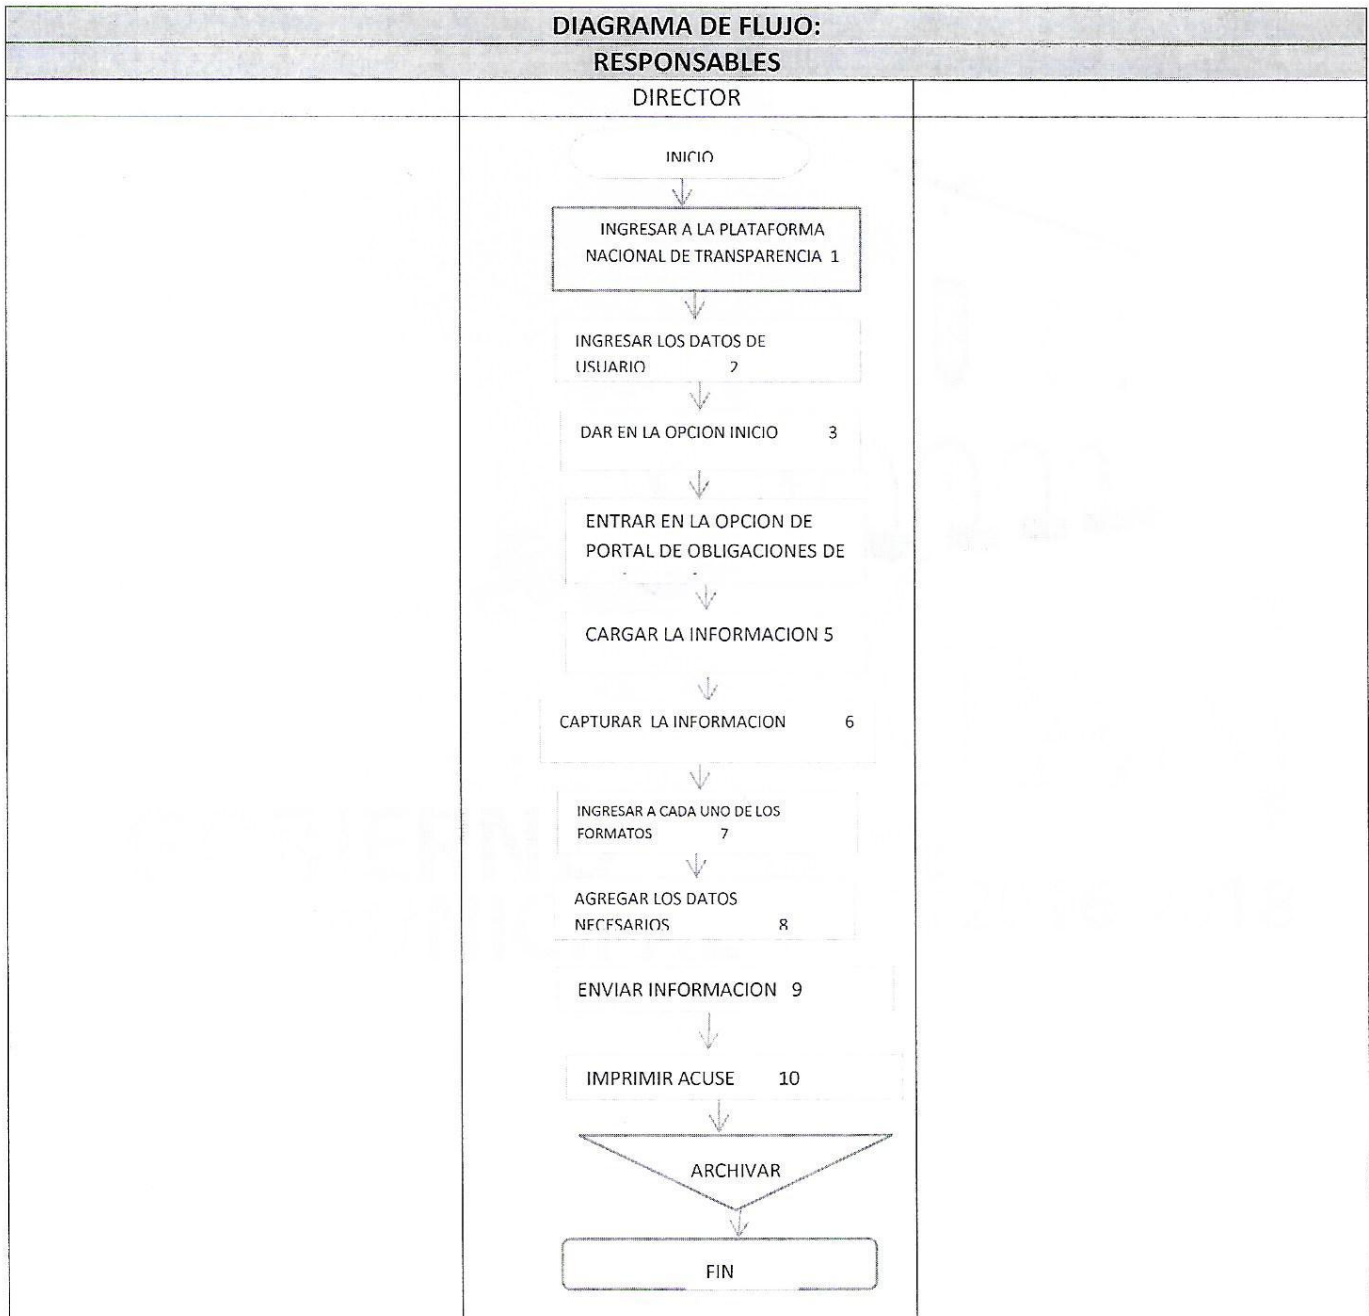 DIAGRAMA DE FLUJO:
RESPONSABLES
DIRECTOR
INICIO
INGRESAR A LA PLATAFORMA
NACIONAL DE TRANSPARENCIA 1
INGRESAR LOS DATOS DE
USUARIO 2
DAR EN LA OPCION INICIO 3
ENTRAR EN LA OPCION DE
PORTAL DE OBLIGACIONES DE
CARGAR LA INFORMACION 5
CAPTURAR LA INFORMACION 6
INGRESAR A CADA UNO DE LOS
FORMATOS 7
AGREGAR LOS DATOS
NECESARIOS 8
ENVIAR INFORMACION 9
IMPRIMIR ACUSE 10
ARCHIVAR
FIN